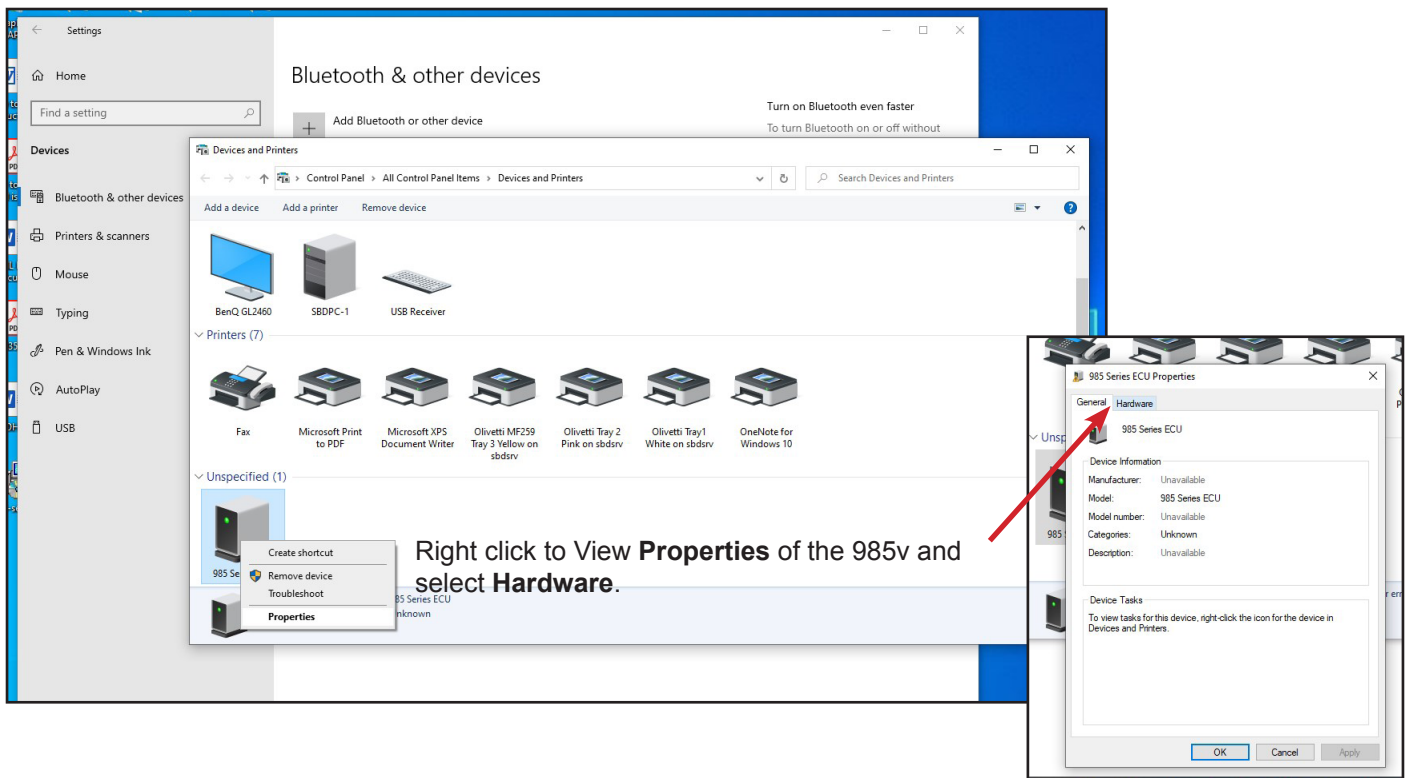 Settings
Home
Find a setting
Devices
Bluetooth & other devices
Printers & scanners
Mouse
Typing
Pen & Windows Ink
AutoPlay
USB
Bluetooth & other devices
Add Bluetooth or other device
Turn on Bluetooth even faster
To turn Bluetooth on or off without
Devices and Printers
Control Panel > All Control Panel Items > Devices and Printers
Search Devices and Printers
Add a device Add a printer Remove device
BenQ GL2460 SBDPC-1 USB Receiver
Printers (7)
Fax
Microsoft Print
to PDF
Microsoft XPS
Document Writer
Olivetti MF259
Tray 3 Yellow on
sbdsrv
Olivetti Tray 2
Pink on sbdsrv
Olivetti Tray1
White on sbdsrv
OneNote for
Windows 10
Unspecified (1)
985 Se
Create shortcut
Remove device
Troubleshoot
Properties
85 Series ECU
nknown
Right click to View Properties of the 985v and
select Hardware.
Unsp
985
985 Series ECU Properties
General Hardware
985 Series ECU
Device Information
Manufacturer: Unavailable
Model: 985 Series ECU
Model number: Unavailable
Categories: Unknown
Description: Unavailable
Device Tasks
To view tasks for this device, right-click the icon for the device in
Devices and Printers.
OK Cancel Apply